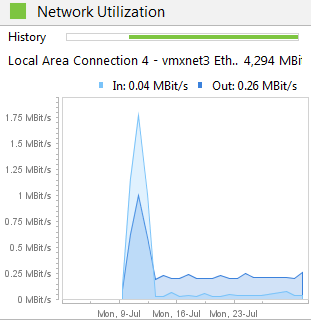 Network Utilization
History
Local Area Connection 4 - vmxnet3 Eth.. 4,294 MBit
In: 0.04 MBit/s Out: 0.26 MBit/s
1.75 MBit/s
1.5 MBit/s
1.25 MBit/s
1 MBit/s
0.75 MBit/s
0.5 MBit/s
0.25 MBit/s
0 MBit/s
Mon, 9-Jul Mon, 16-Jul Mon, 23-Jul